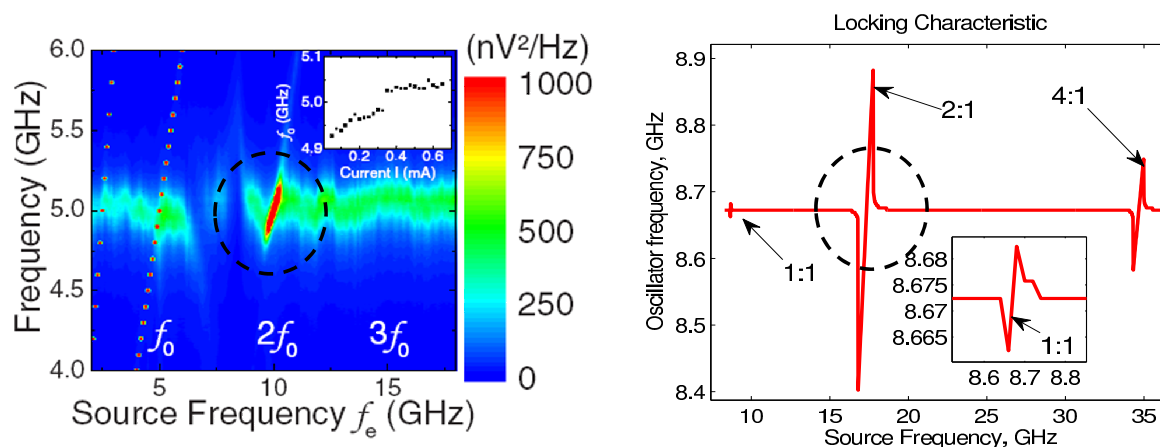 (nV²/Hz)
6.0
5.5
5.0
4.5
4.0
Frequency (GHz)
5.1
5.0
4.9
f₀ (GHz)
0.2 0.4 0.6
Current I (mA)
1000
750
500
250
0
f₀ 2f₀ 3f₀
5 10 15
Source Frequency fₑ (GHz)
Locking Characteristic
8.9
8.8
8.7
8.6
8.5
8.4
Oscillator frequency, GHz
2:1
4:1
1:1
8.68
8.675
8.67
8.665
1:1
8.6 8.7 8.8
10 15 20 25 30 35
Source Frequency, GHz